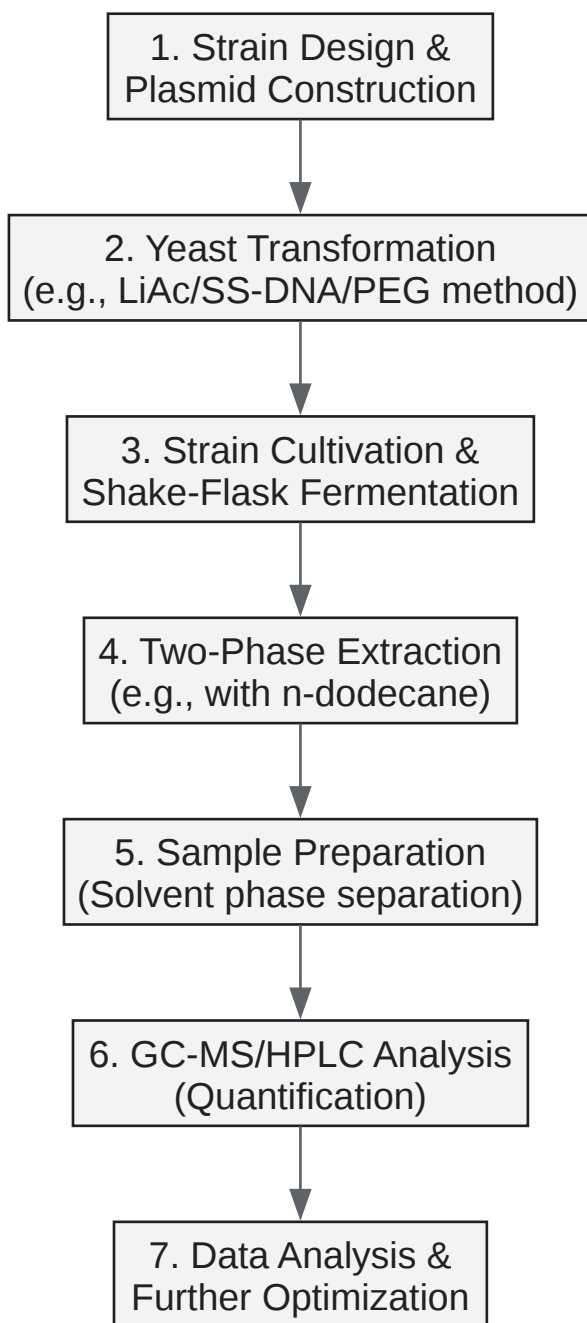 1. Strain Design &
Plasmid Construction
2. Yeast Transformation
(e.g., LiAc/SS-DNA/PEG method)
3. Strain Cultivation &
Shake-Flask Fermentation
4. Two-Phase Extraction
(e.g., with n-dodecane)
5. Sample Preparation
(Solvent phase separation)
6. GC-MS/HPLC Analysis
(Quantification)
7. Data Analysis &
Further Optimization